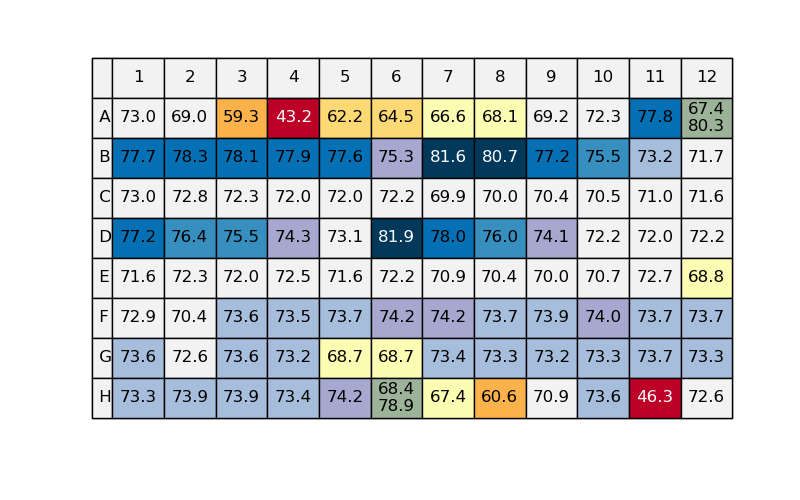 1 2 3 4 5 6 7 8 9 10 11 12
A 73.0 69.0 59.3 43.2 62.2 64.5 66.6 68.1 69.2 72.3 77.8 67.4
80.3
B 77.7 78.3 78.1 77.9 77.6 75.3 81.6 80.7 77.2 75.5 73.2 71.7
C 73.0 72.8 72.3 72.0 72.0 72.2 69.9 70.0 70.4 70.5 71.0 71.6
D 77.2 76.4 75.5 74.3 73.1 81.9 78.0 76.0 74.1 72.2 72.0 72.2
E 71.6 72.3 72.0 72.5 71.6 72.2 70.9 70.4 70.0 70.7 72.7 68.8
F 72.9 70.4 73.6 73.5 73.7 74.2 74.2 73.7 73.9 74.0 73.7 73.7
G 73.6 72.6 73.6 73.2 68.7 68.7 73.4 73.3 73.2 73.3 73.7 73.3
H 73.3 73.9 73.9 73.4 74.2 68.4 67.4 60.6 70.9 73.6 46.3 72.6
78.9